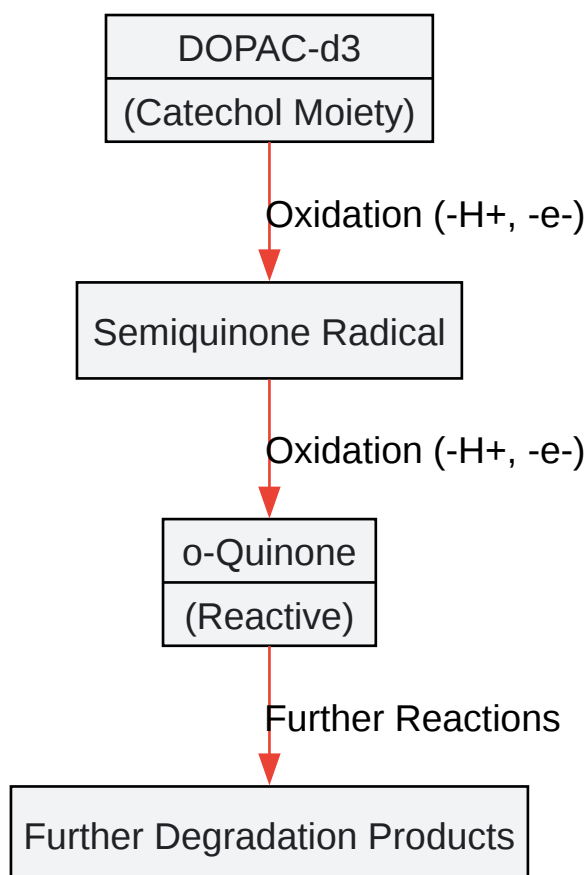 DOPAC-d3
(Catechol Moiety)
Oxidation (-H+, -e-)
Semiquinone Radical
Oxidation (-H+, -e-)
o-Quinone
(Reactive)
Further Reactions
Further Degradation Products